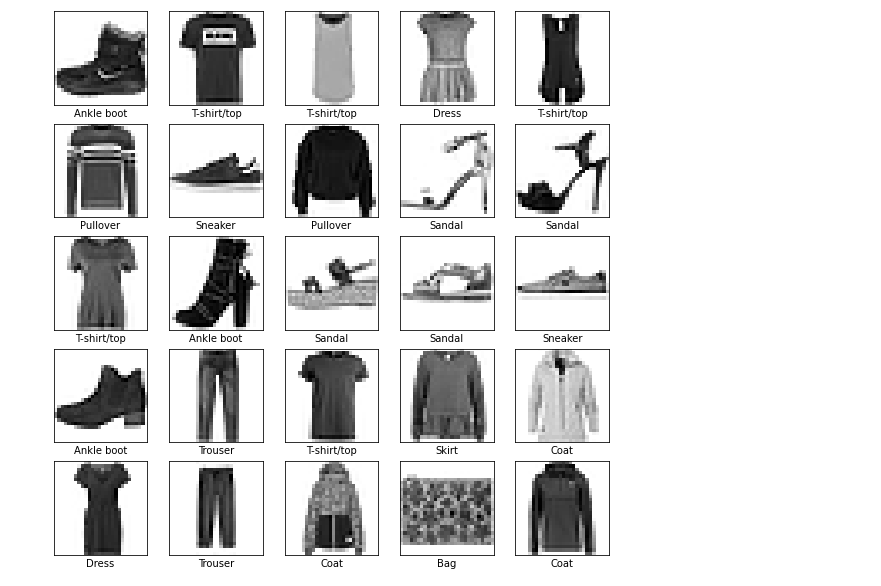 Ankle boot T-shirt/top T-shirt/top Dress T-shirt/top
Pullover Sneaker Pullover Sandal Sandal
T-shirt/top Ankle boot Sandal Sandal Sneaker
Ankle boot Trouser T-shirt/top Skirt Coat
Dress Trouser Coat Bag Coat